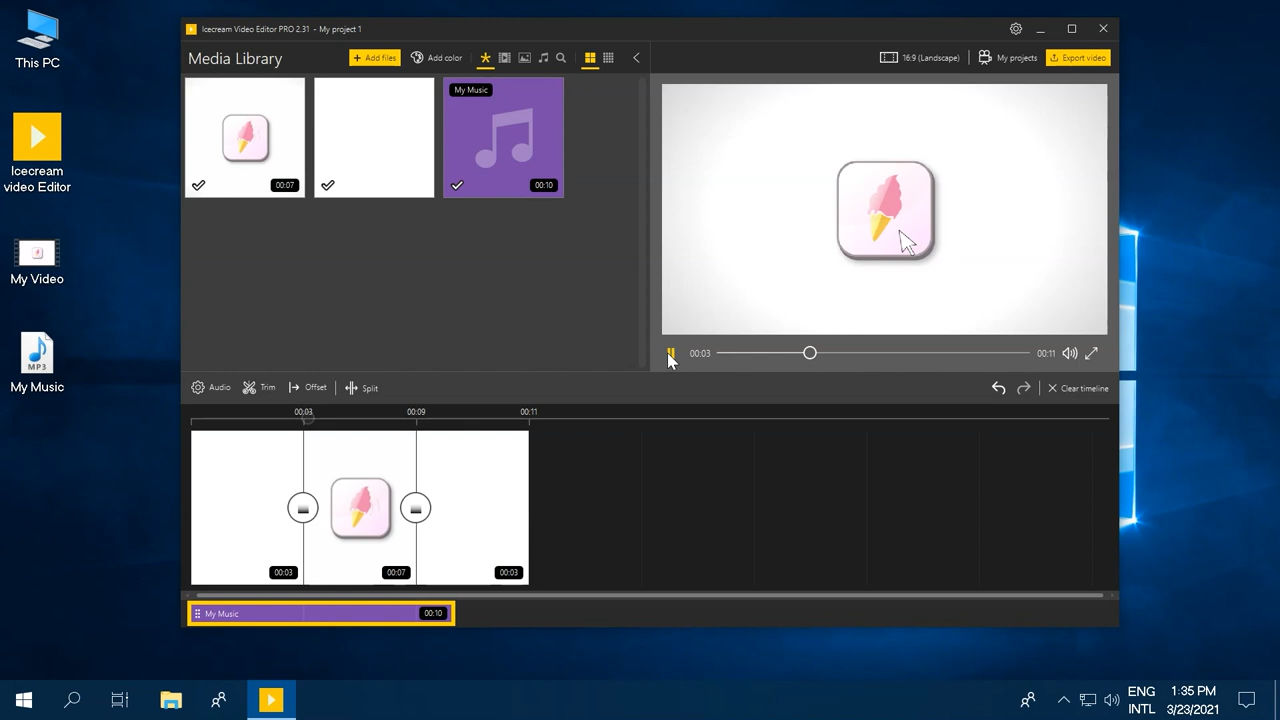 This PC
Icecream
video Editor
My Video
MP3
My Music
Icecream Video Editor PRO 2.31 - My project 1
Media Library
Add files
Add color
16:9 (Landscape)
My projects
Export video
00:07
My Music
00:10
00:03
00:11
Audio
Trim
Offset
Split
Clear timeline
00:03
00:09
00:11
00:03
00:07
00:03
My Music
00:10
ENG
INTL
1:35 PM
3/23/2021